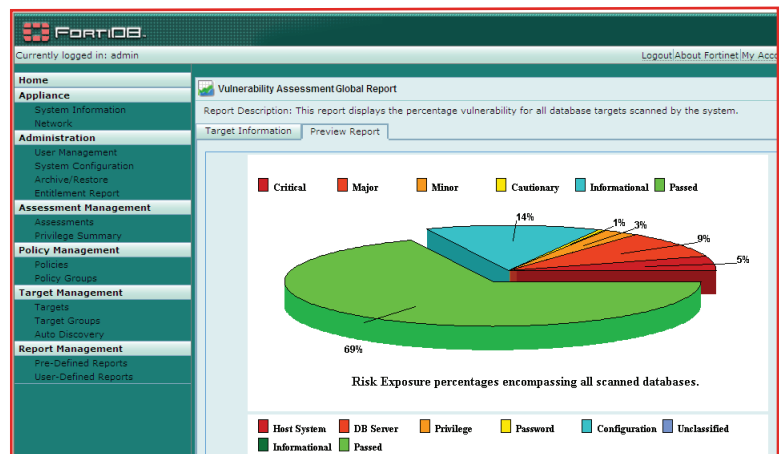 FORTIDB.
Currently logged in: admin
Logout|About Fortinet|My Acco
Home
Appliance
System Information
Network
Administration
User Management
System Configuration
Archive/Restore
Entitlement Report
Assessment Management
Assessments
Privilege Summary
Policy Management
Policies
Policy Groups
Target Management
Targets
Target Groups
Auto Discovery
Report Management
Pre-Defined Reports
User-Defined Reports
Vulnerability Assessment Global Report
Report Description: This report displays the percentage vulnerability for all database targets scanned by the system.
Target Information Preview Report
Critical Major Minor Cautionary Informational Passed
14%
1%
3%
9%
5%
69%
Risk Exposure percentages encompassing all scanned databases.
Host System DB Server Privilege Password Configuration Unclassified
Informational Passed